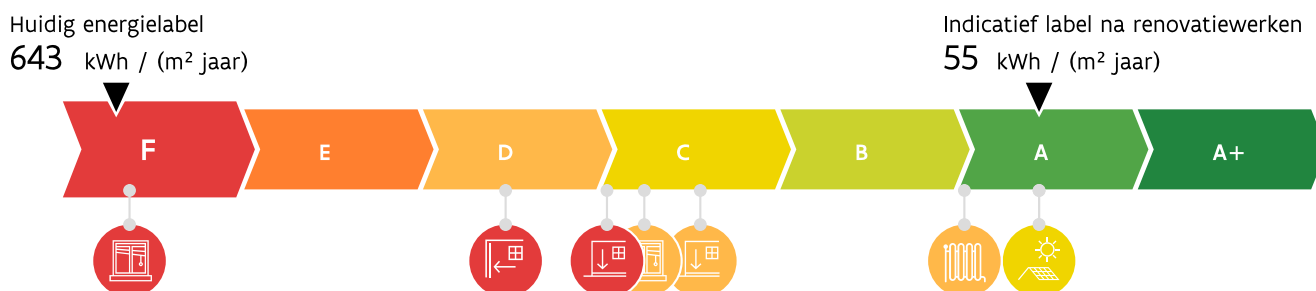 Huidig energielabel
643 kWh / (m² jaar)
Indicatief label na renovatiewerken
55 kWh / (m² jaar)
F
E
D
C
B
A
A+